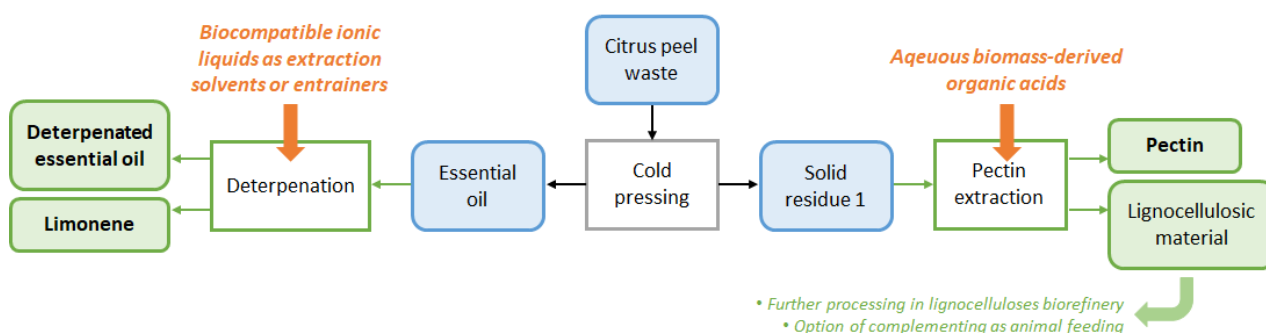 Biocompatible ionic
liquids as extraction
solvents or entrainers
Citrus peel
waste
Aqeuous biomass-derived
organic acids
Deterpenated
essential oil
Limonene
Deterpenation
Essential
oil
Cold
pressing
Solid
residue 1
Pectin
extraction
Pectin
Lignocellulosic
material
• Further processing in lignocelluloses biorefinery
• Option of complementing as animal feeding